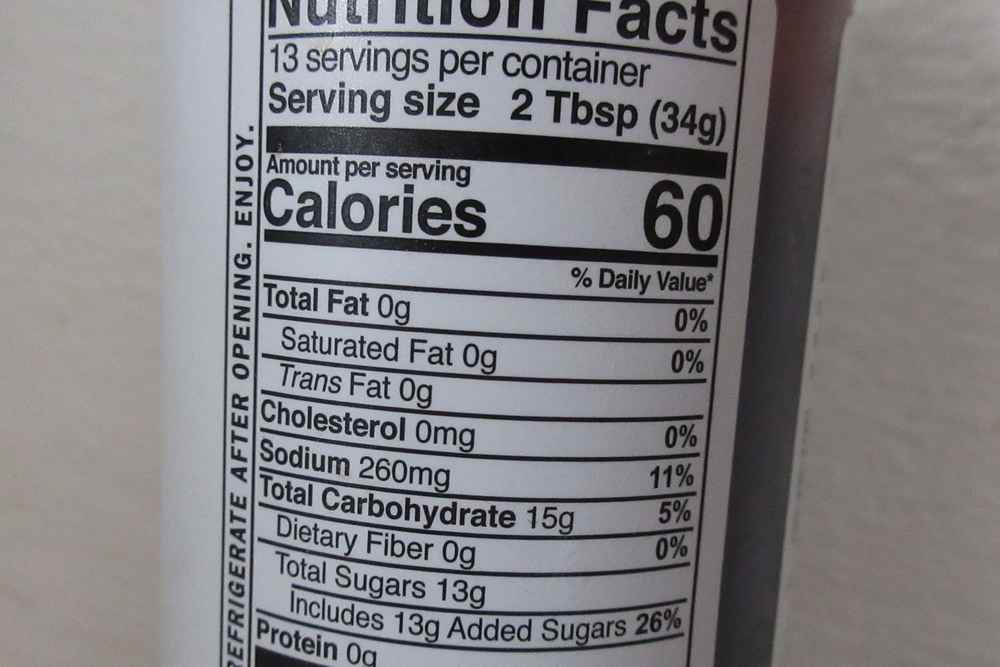 Nutrition Facts
13 servings per container
Serving size 2 Tbsp (34g)
Amount per serving
Calories 60
% Daily Value*
Total Fat 0g 0%
Saturated Fat 0g 0%
Trans Fat 0g
Cholesterol 0mg 0%
Sodium 260mg 11%
Total Carbohydrate 15g 5%
Dietary Fiber 0g 0%
Total Sugars 13g
Includes 13g Added Sugars 26%
Protein 0g
REFRIGERATE AFTER OPENING. ENJOY.